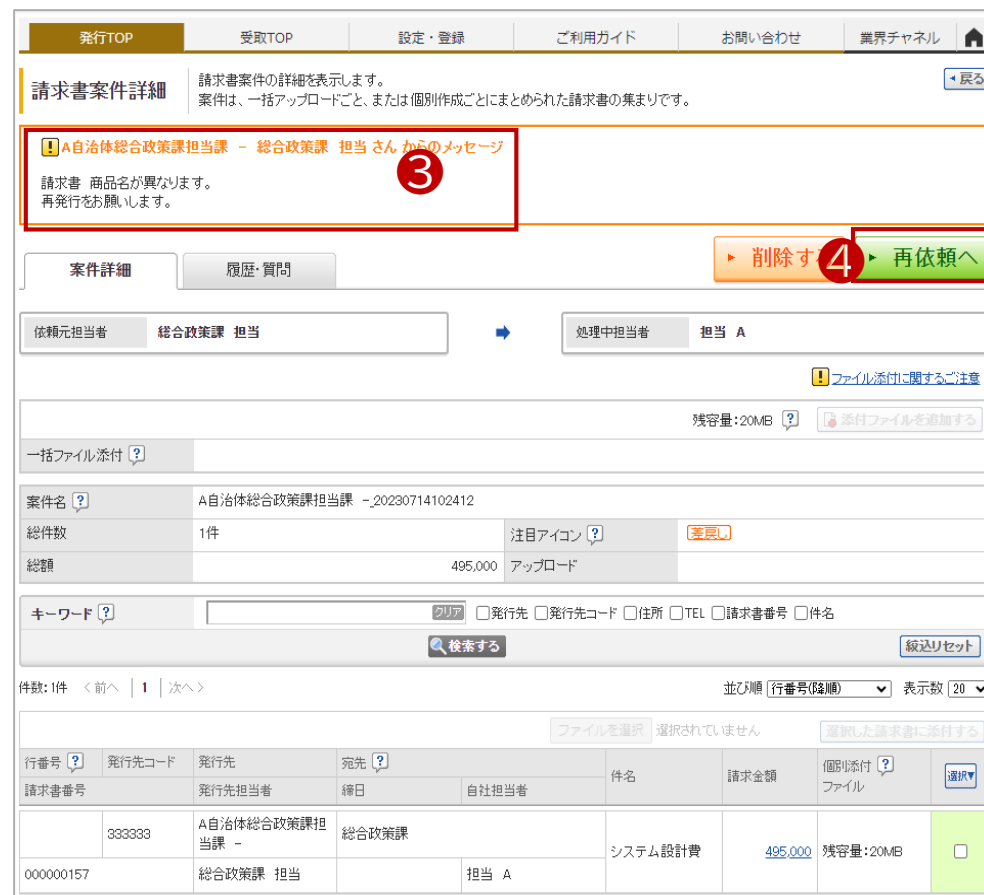 発行TOP 受取TOP 設定・登録 ご利用ガイド お問い合わせ 業界チャネル
請求書案件詳細
請求書案件の詳細を表示します。
案件は、一括アップロードごと、または個別作成ごとにまとめられた請求書の集まりです。
戻る
A自治体総合政策課担当課 － 総合政策課 担当 さん からのメッセージ
3
請求書 商品名が異なります。
再発行をお願いします。
案件詳細 履歴・質問 削除す 4 再依頼へ
依頼元担当者 総合政策課 担当 処理中担当者 担当 A
ファイル添付に関するご注意
残容量:20MB ? 添付ファイルを追加する
一括ファイル添付 ?
案件名 ? A自治体総合政策課担当課 －_20230714102412
総件数 1件 注目アイコン ? 差戻し
総額 495,000 アップロード
キーワード ? クリア 発行先 発行先コード 住所 TEL 請求書番号 件名
検索する 絞込リセット
件数:1件 <前へ 1 次へ> 並び順 行番号(降順) 表示数 20
ファイルを選択 選択されていません 選択した請求書に添付する
行番号 ? 発行先コード 発行先 宛先 ? 件名 請求金額 個別添付 ? ファイル 選択▼
請求書番号 発行先担当者 締日 自社担当者
333333 A自治体総合政策課担当課 － 総合政策課 システム設計費 495,000 残容量:20MB
000000157 総合政策課 担当 担当 A